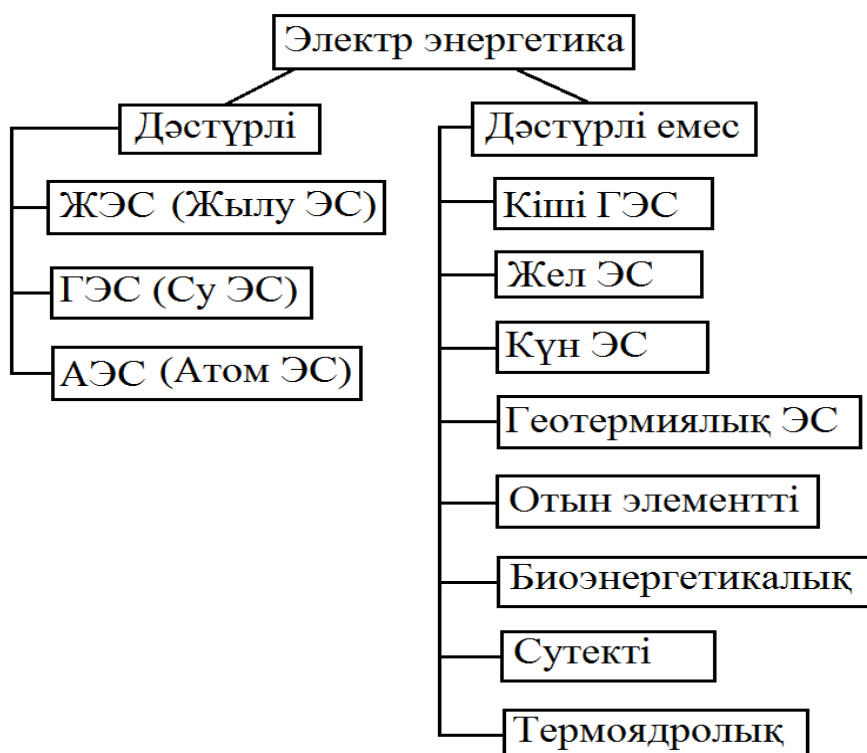 Электр энергетика
Дәстүрлі
ЖЭС (Жылу ЭС)
ГЭС (Су ЭС)
АЭС (Атом ЭС)
Дәстүрлі емес
Кіші ГЭС
Жел ЭС
Күн ЭС
Геотермиялық ЭС
Отын элементті
Биоэнергетикалық
Сутекті
Термоядролық